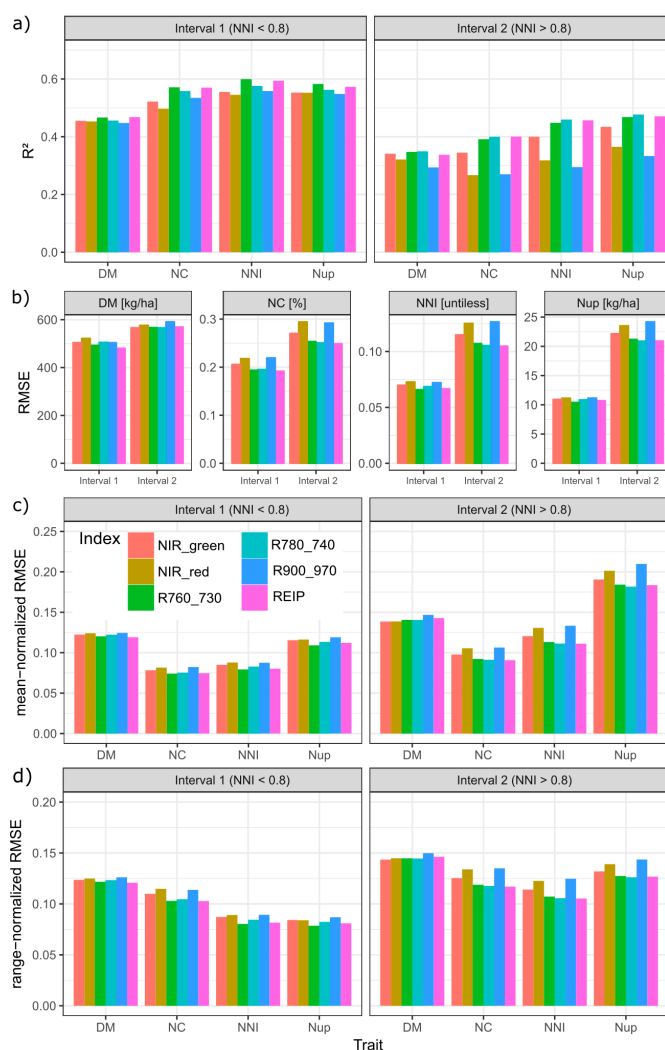 a)
Interval 1 (NNI < 0.8)
Interval 2 (NNI > 0.8)
0.6
0.4
0.2
0.0
R²
DM NC NNI Nup
DM NC NNI Nup
b)
DM [kg/ha]
NC [%]
NNI [untiless]
Nup [kg/ha]
RMSE
600
400
200
0
0.3
0.2
0.1
0.0
0.10
0.05
0.00
25
20
15
10
5
0
Interval 1 Interval 2
Interval 1 Interval 2
Interval 1 Interval 2
Interval 1 Interval 2
c)
Interval 1 (NNI < 0.8)
Interval 2 (NNI > 0.8)
mean−normalized RMSE
0.25
0.20
0.15
0.10
0.05
0.00
Index
NIR_green
NIR_red
R760_730
R780_740
R900_970
REIP
DM NC NNI Nup
DM NC NNI Nup
d)
Interval 1 (NNI < 0.8)
Interval 2 (NNI > 0.8)
range−normalized RMSE
0.20
0.15
0.10
0.05
0.00
DM NC NNI Nup
DM NC NNI Nup
Trait